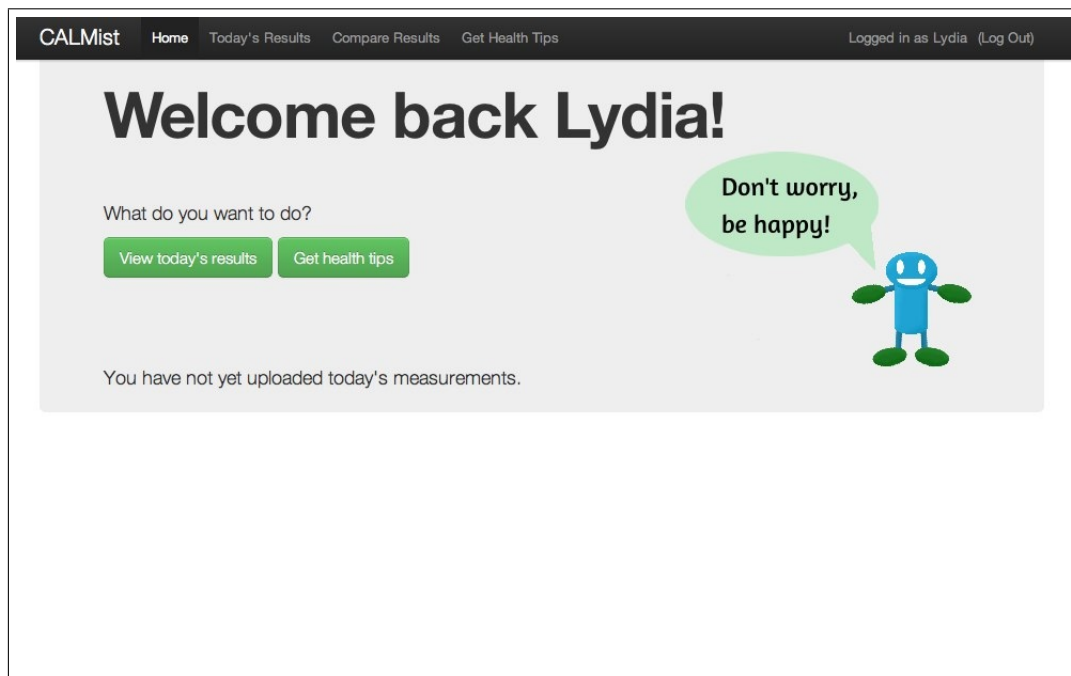 CALMist Home Today's Results Compare Results Get Health Tips Logged in as Lydia (Log Out)
Welcome back Lydia!
Don't worry,
be happy!
What do you want to do?
View today's results Get health tips
You have not yet uploaded today's measurements.